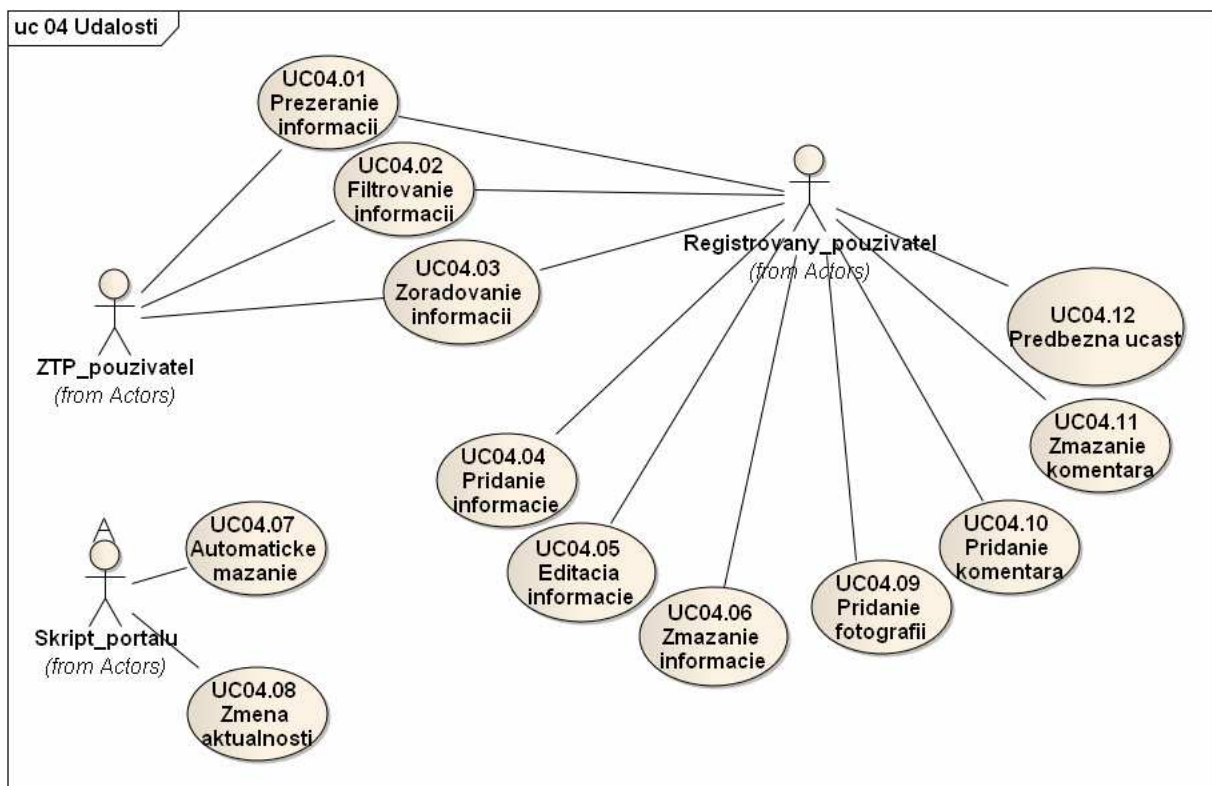 uc 04 Udalosti
UC04.01
Prezeranie
informacii
UC04.02
Filtrovanie
informacii
UC04.03
Zoradovanie
informacii
Registrovany_pouzivatel
(from Actors)
ZTP_pouzivatel
(from Actors)
UC04.12
Predbezna ucast
UC04.11
Zmazanie
komentara
UC04.04
Pridanie
informacie
UC04.05
Editacia
informacie
UC04.06
Zmazanie
informacie
UC04.09
Pridanie
fotografii
UC04.10
Pridanie
komentara
A
Skript_portalu
(from Actors)
UC04.07
Automaticke
mazanie
UC04.08
Zmena
aktualnosti